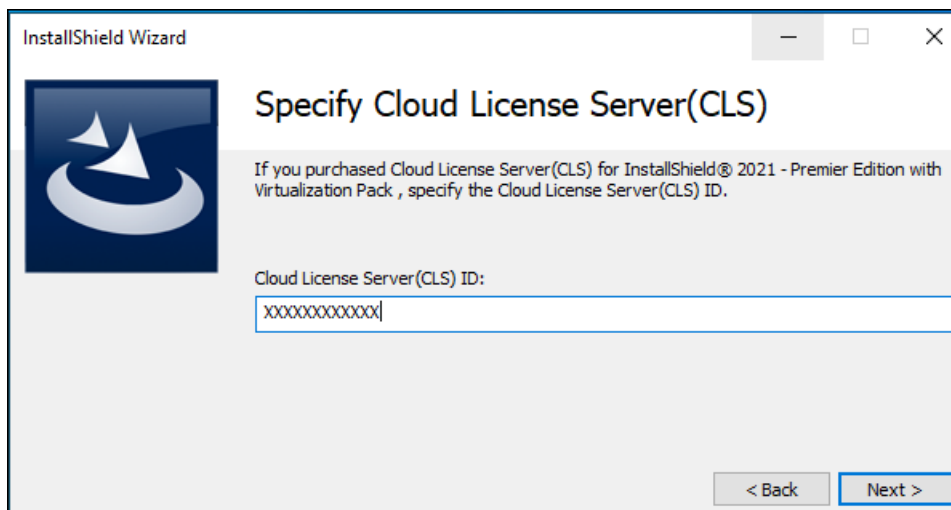 InstallShield Wizard
Specify Cloud License Server(CLS)
If you purchased Cloud License Server(CLS) for InstallShield® 2021 - Premier Edition with
Virtualization Pack , specify the Cloud License Server(CLS) ID.
Cloud License Server(CLS) ID:
XXXXXXXXXXXX
< Back
Next >